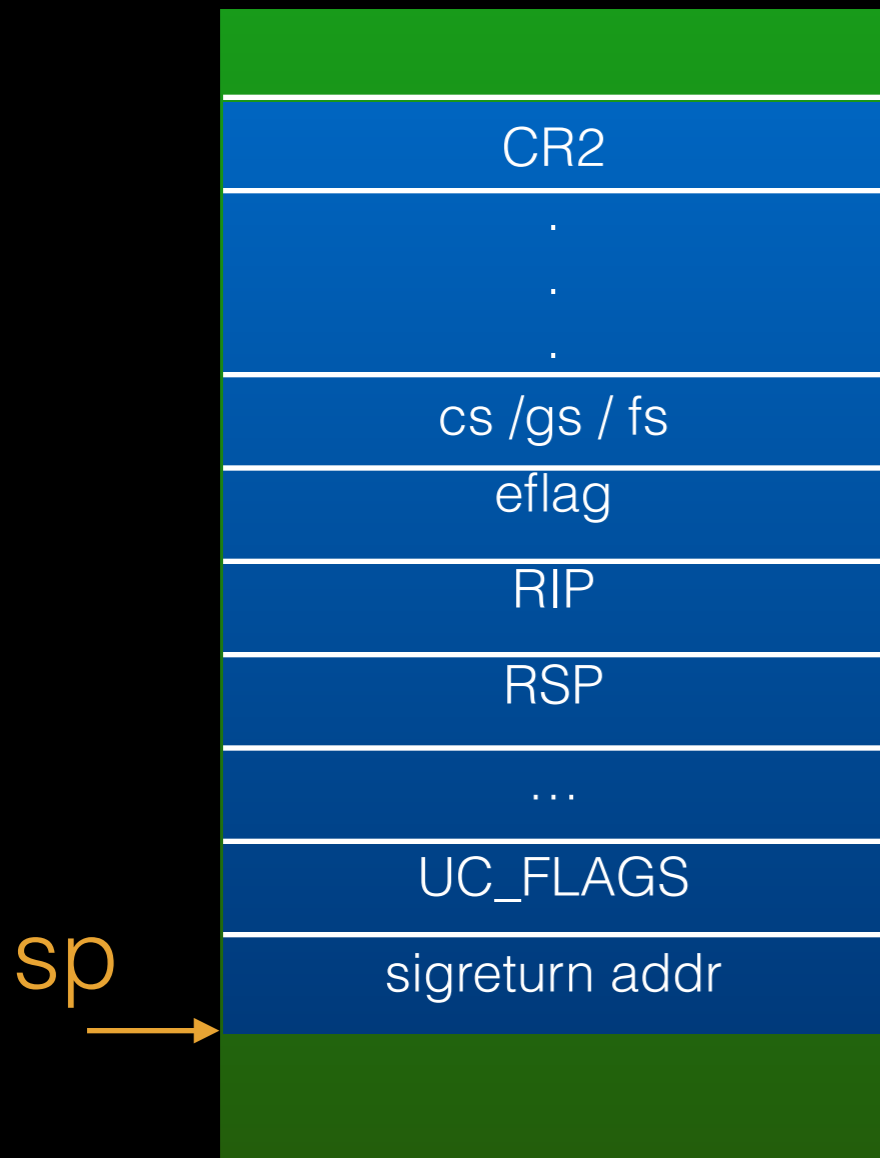 CR2
.
.
.
cs /gs / fs
eflag
RIP
RSP
...
UC_FLAGS
sp
sigreturn addr